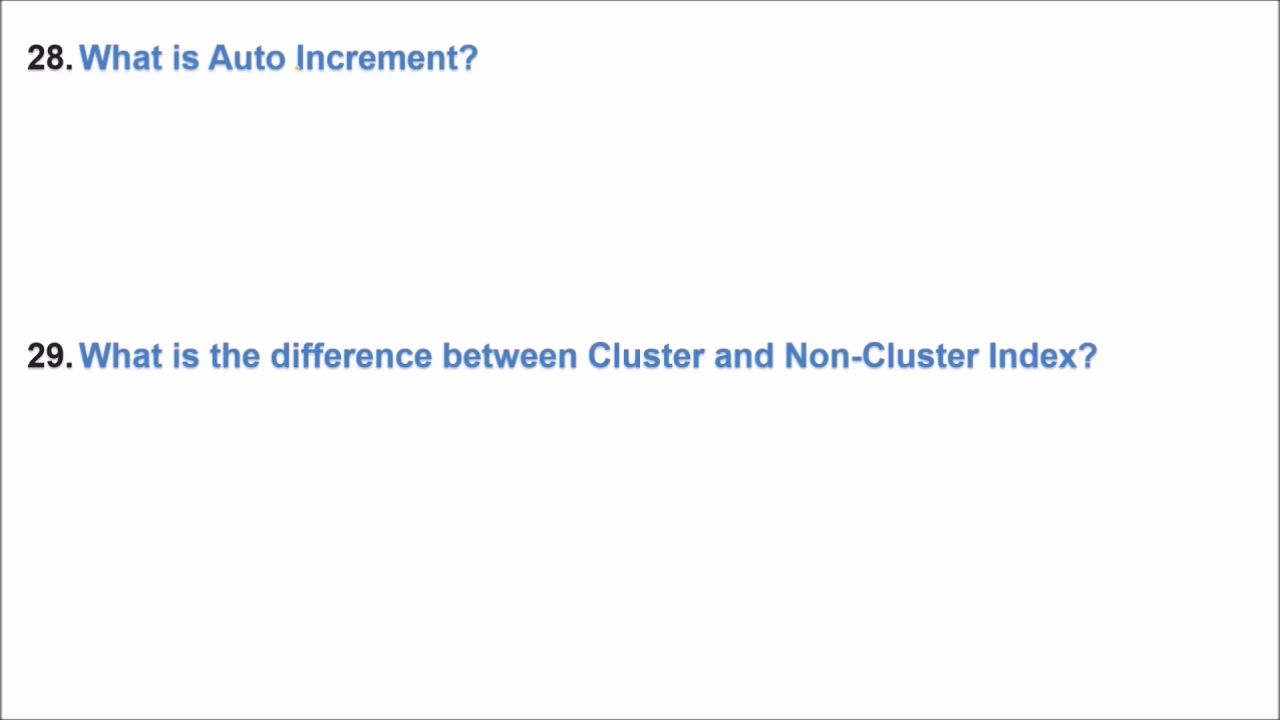 28. What is Auto Increment?
29. What is the difference between Cluster and Non-Cluster Index?